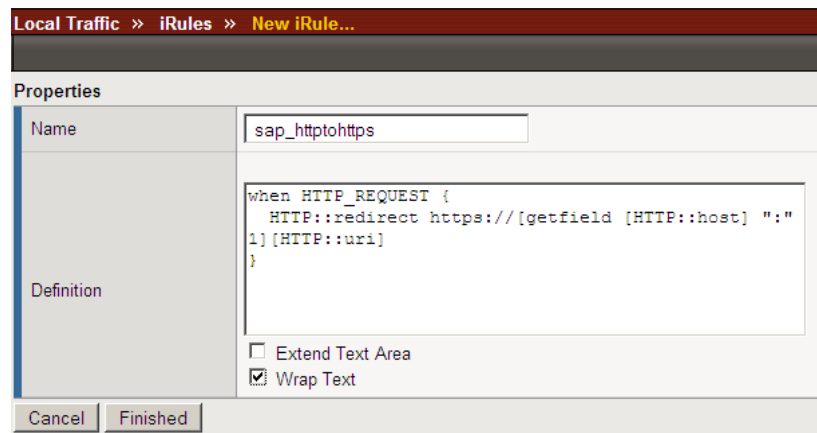 Local Traffic » iRules » New iRule...
Properties
Name
sap_httptohttps
Definition
when HTTP_REQUEST {
  HTTP::redirect https://[getfield [HTTP::host] ":"
1][HTTP::uri]
}
Extend Text Area
Wrap Text
Cancel Finished